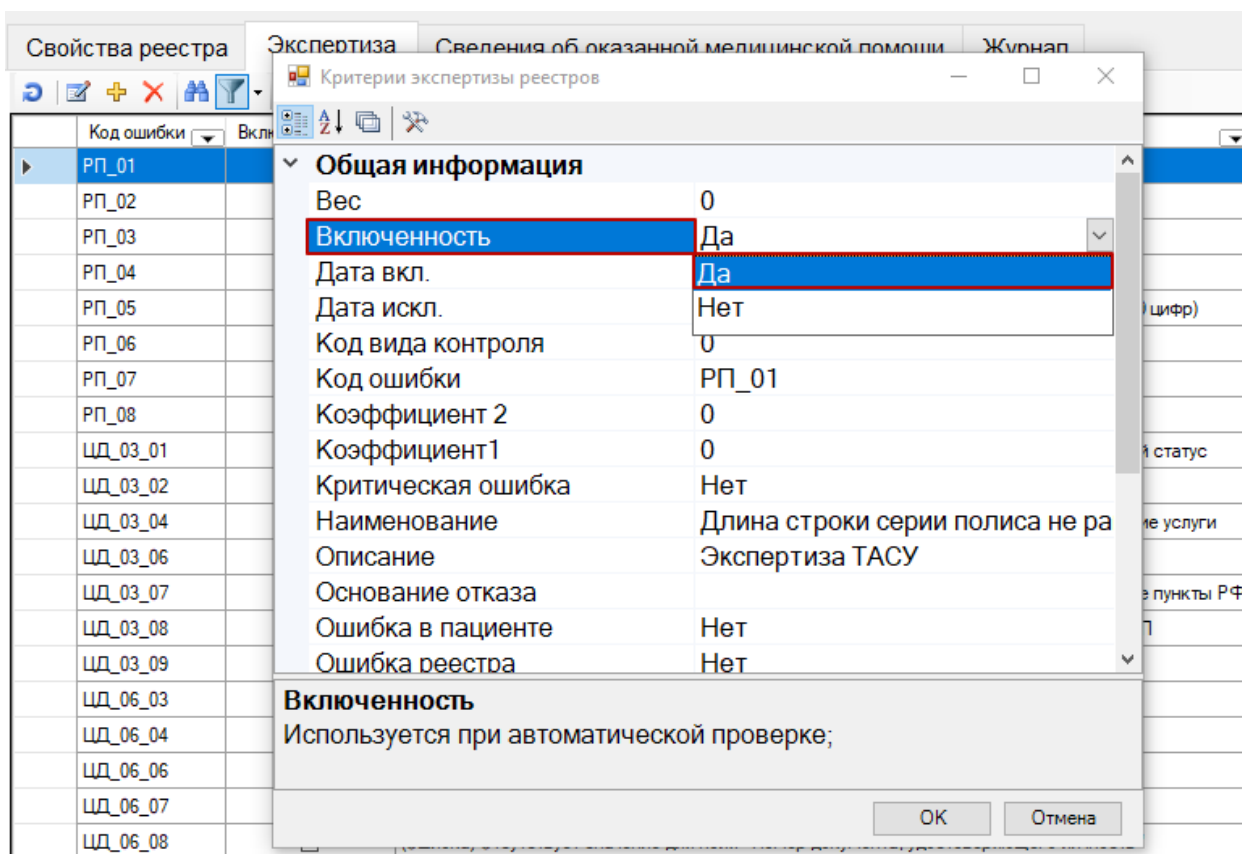 Свойства реестра Экспертиза Сведения об оказанной медицинской помощи Журнал
Критерии экспертизы реестров
Код ошибки Вклю
Общая информация
РП_01
Вес 0
РП_02
Включенность Да
РП_03
Дата вкл. Да
РП_04
Дата искл. Нет
РП_05 цифр)
Код вида контроля 0
РП_06
Код ошибки РП_01
РП_07
Коэффициент 2 0
РП_08
Коэффициент1 0
ЦД_03_01 й статус
Критическая ошибка Нет
ЦД_03_02
Наименование Длина строки серии полиса не ра
ЦД_03_04 ие услуги
Описание Экспертиза ТАСУ
ЦД_03_06
Основание отказа
ЦД_03_07 е пункты РФ
Ошибка в пациенте Нет
ЦД_03_08 П
Ошибка реестра Нет
ЦД_03_09
Включенность
ЦД_06_03
Используется при автоматической проверке;
ЦД_06_04
ЦД_06_06
ЦД_06_07
OK Отмена
ЦД_06_08